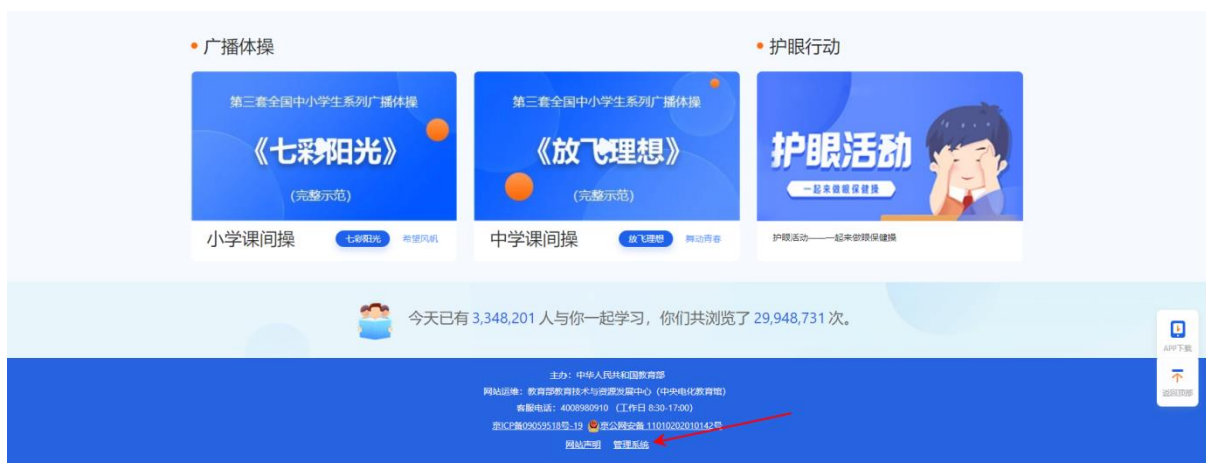 广播体操
护眼行动
第三套全国中小学生系列广播体操
《七彩阳光》
(完整示范)
第三套全国中小学生系列广播体操
《放飞理想》
(完整示范)
护眼活动
一起来做眼保健操
小学课间操 七彩阳光 希望风帆
中学课间操 放飞理想 舞动青春
护眼活动——一起来做眼保健操
今天已有 3,348,201 人与你一起学习，你们共浏览了 29,948,731 次。
APP下载
返回顶部
主办：中华人民共和国教育部
网站运维：教育部教育技术与资源发展中心（中央电化教育馆）
客服电话：4008980910 （工作日 8:30-17:00）
京ICP备09059518号-19 京公网安备 11010202010142号
网站声明 管理系统